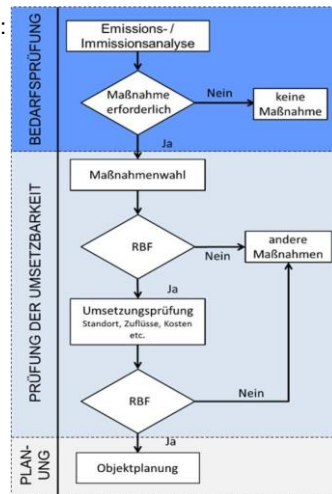 :
BEDARFSPRÜFUNG
Emissions- /
Immissionsanalyse
Maßnahme
erforderlich
Nein
keine
Maßnahme
Ja
PRÜFUNG DER UMSETZBARKEIT
Maßnahmenwahl
RBF
Nein
andere
Maßnahmen
Ja
Umsetzungsprüfung
Standort, Zuflüsse, Kosten
etc.
RBF
Nein
Ja
PLAN-
UNG
Objektplanung